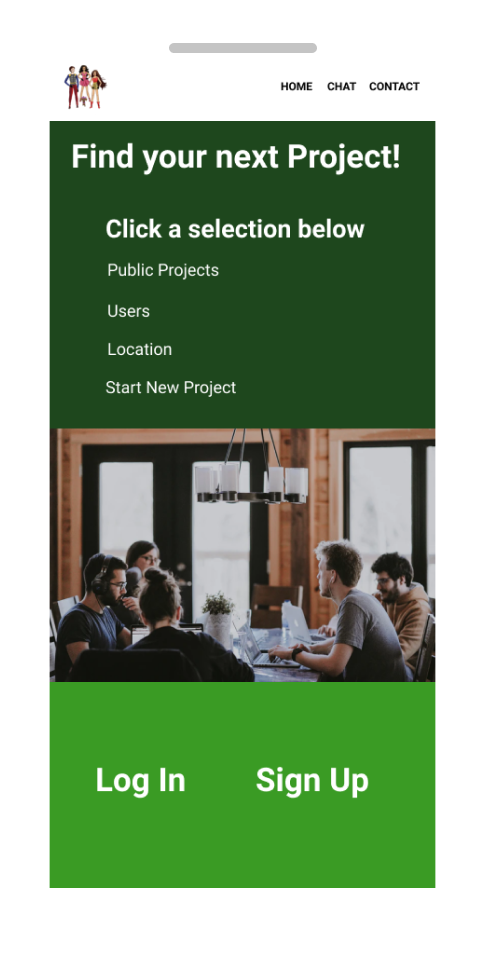 HOME CHAT CONTACT
Find your next Project!
Click a selection below
Public Projects
Users
Location
Start New Project
Log In Sign Up